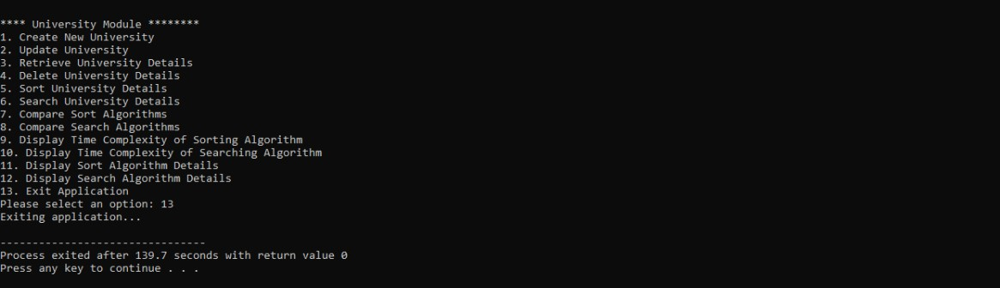 **** University Module ********
1. Create New University
2. Update University
3. Retrieve University Details
4. Delete University Details
5. Sort University Details
6. Search University Details
7. Compare Sort Algorithms
8. Compare Search Algorithms
9. Display Time Complexity of Sorting Algorithm
10. Display Time Complexity of Searching Algorithm
11. Display Sort Algorithm Details
12. Display Search Algorithm Details
13. Exit Application
Please select an option: 13
Exiting application...
--------------------------------
Process exited after 139.7 seconds with return value 0
Press any key to continue . . .